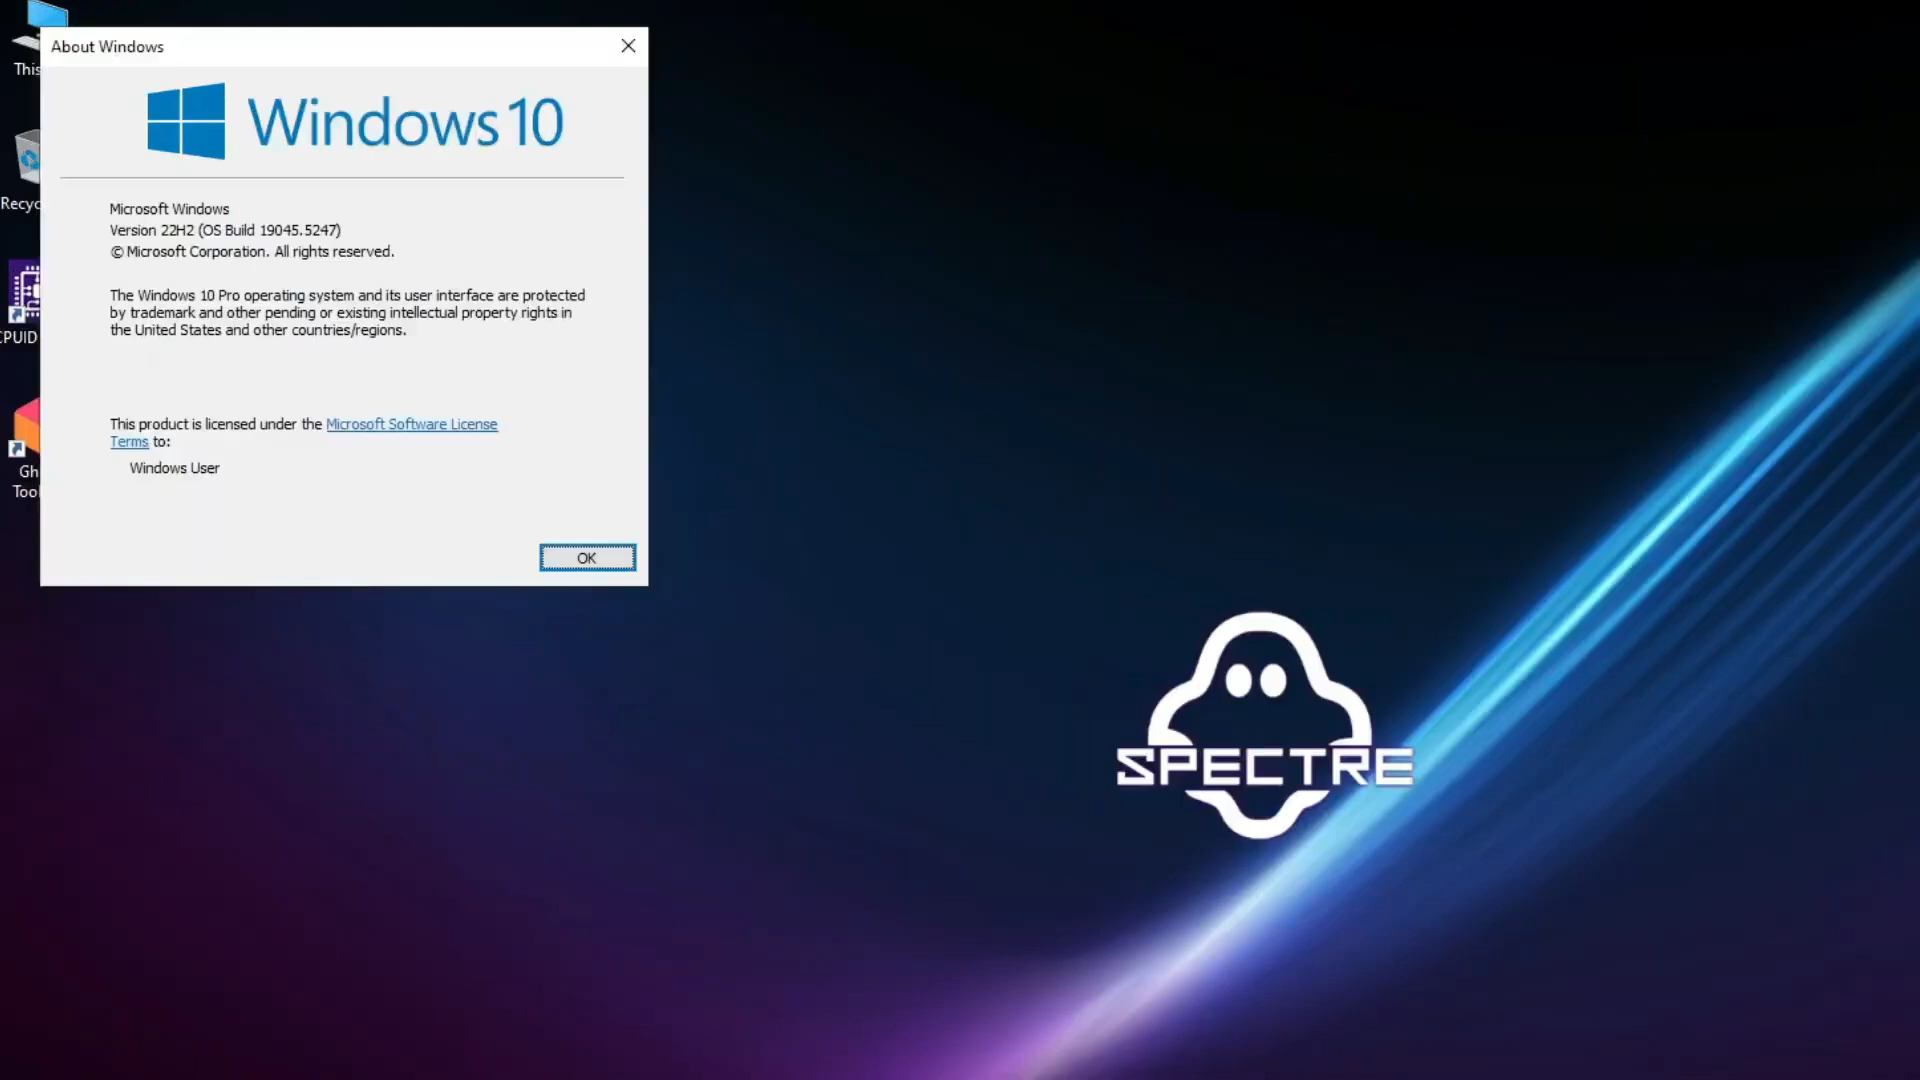 This
Recyc
CPUID
Gh
Tool
About Windows
Windows 10
Microsoft Windows
Version 22H2 (OS Build 19045.5247)
© Microsoft Corporation. All rights reserved.
The Windows 10 Pro operating system and its user interface are protected
by trademark and other pending or existing intellectual property rights in
the United States and other countries/regions.
This product is licensed under the Microsoft Software License
Terms to:
Windows User
OK
SPECTRE